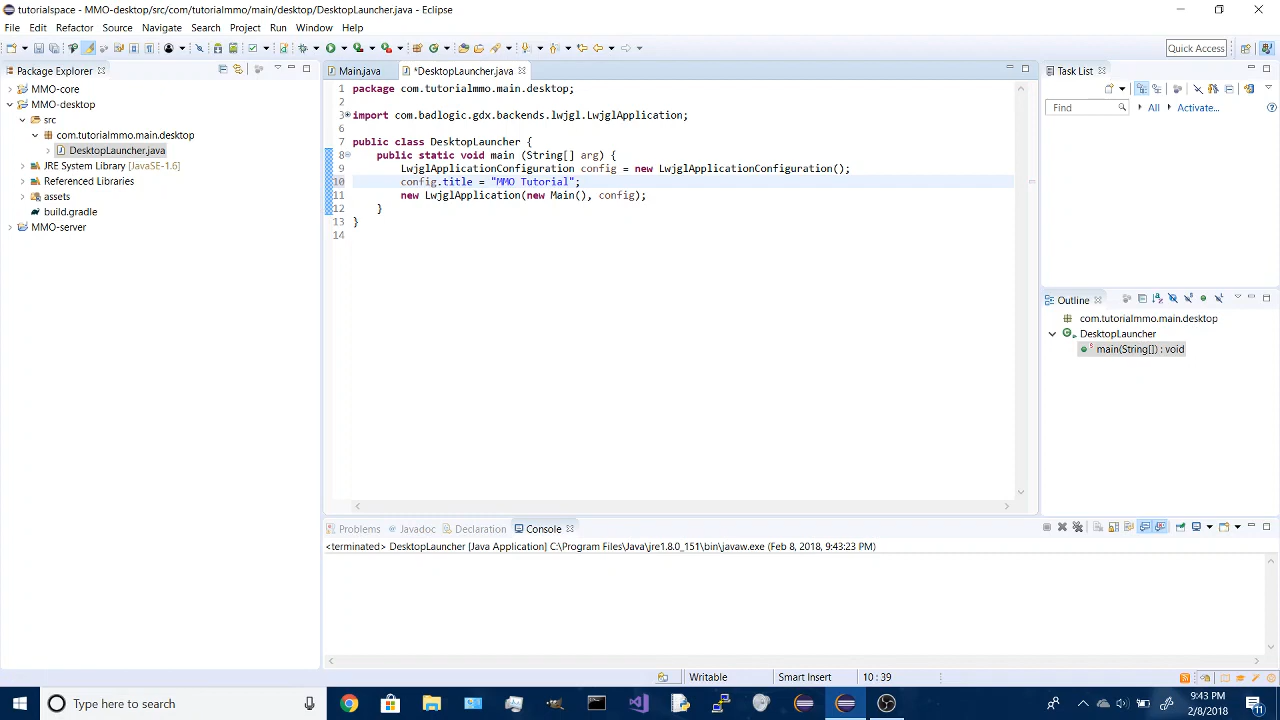 tutorialspace - MMO-desktop/src/com/tutorialmmo/main/desktop/DesktopLauncher.java - Eclipse
File Edit Refactor Source Navigate Search Project Run Window Help
Quick Access
Package Explorer
MMO-core
MMO-desktop
src
com.tutorialmmo.main.desktop
DesktopLauncher.java
JRE System Library [JavaSE-1.6]
Referenced Libraries
assets
build.gradle
MMO-server
Main.java
*DesktopLauncher.java
1 package com.tutorialmmo.main.desktop;
2
3 import com.badlogic.gdx.backends.lwjgl.LwjglApplication;
6
7 public class DesktopLauncher {
8 public static void main (String[] arg) {
9 LwjglApplicationConfiguration config = new LwjglApplicationConfiguration();
10 config.title = "MMO Tutorial";
11 new LwjglApplication(new Main(), config);
12 }
13 }
14
Task List
Find All Activate...
Outline
com.tutorialmmo.main.desktop
DesktopLauncher
main(String[]) : void
Problems Javadoc Declaration Console
<terminated> DesktopLauncher [Java Application] C:\Program Files\Java\jre1.8.0_151\bin\javaw.exe (Feb 8, 2018, 9:43:23 PM)
Writable Smart Insert 10 : 39
Type here to search
9:43 PM
2/8/2018
11